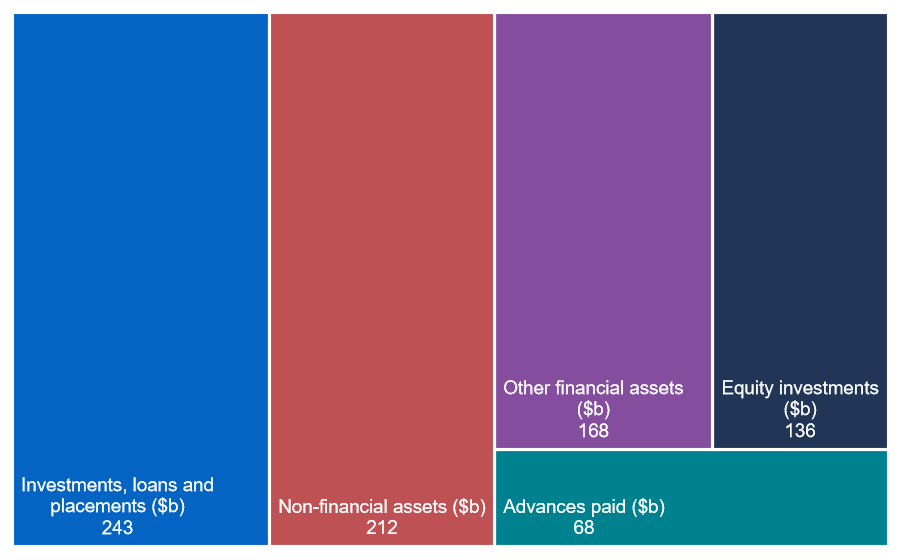 Investments, loans and
placements ($b)
243
Non-financial assets ($b)
212
Other financial assets
($b)
168
Equity investments
($b)
136
Advances paid ($b)
68